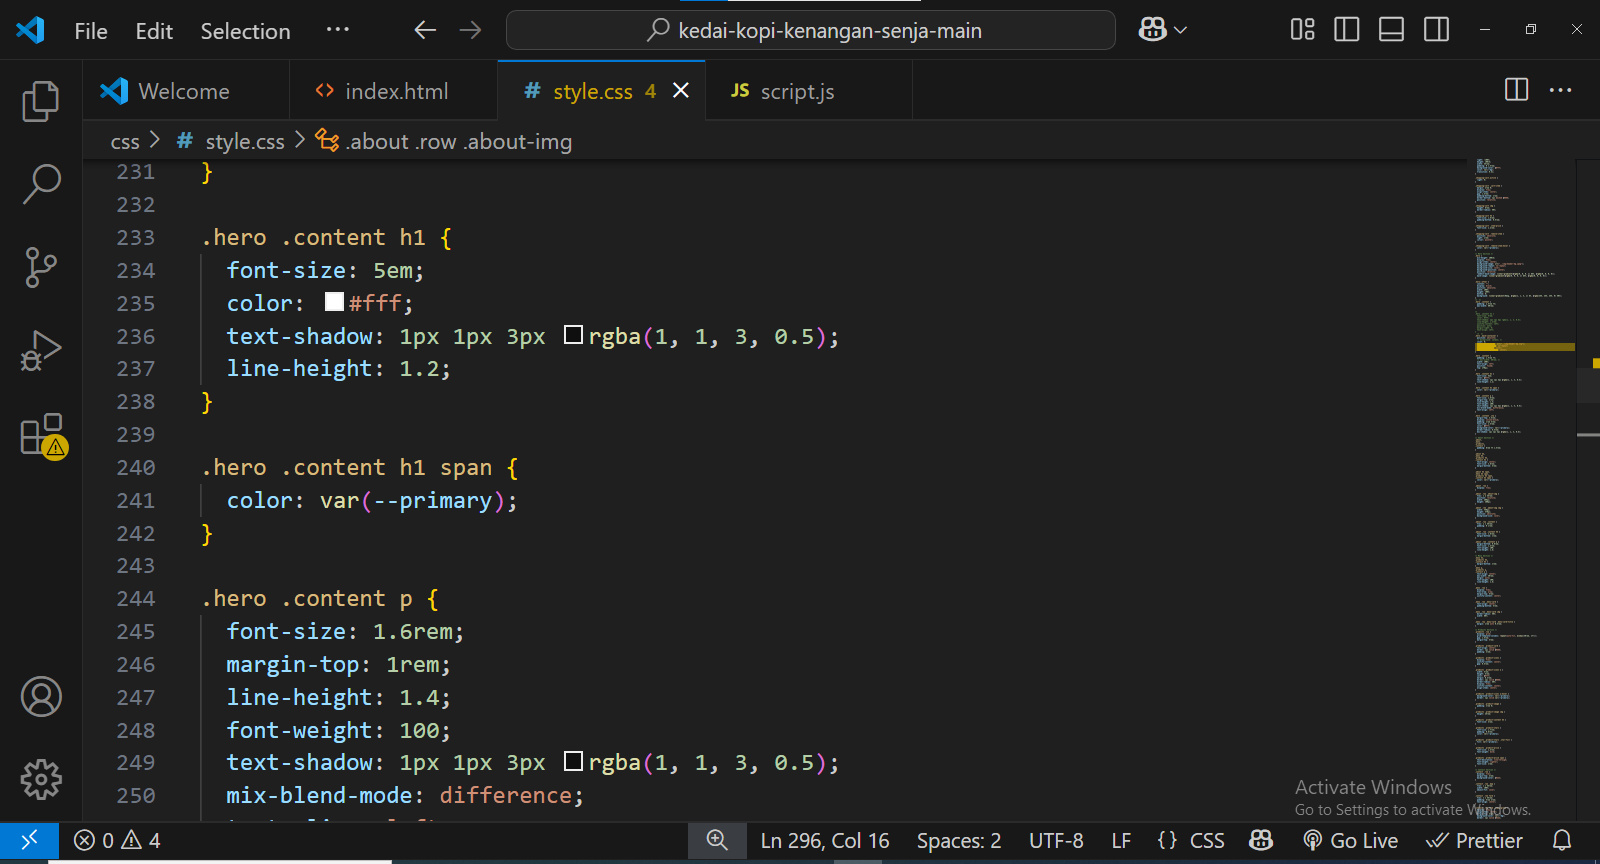 File Edit Selection ··· kedai-kopi-kenangan-senja-main
Welcome index.html # style.css 4 JS script.js
css > # style.css > .about .row .about-img
231 }
232
233 .hero .content h1 {
234 font-size: 5em;
235 color: #fff;
236 text-shadow: 1px 1px 3px rgba(1, 1, 3, 0.5);
237 line-height: 1.2;
238 }
239
240 .hero .content h1 span {
241 color: var(--primary);
242 }
243
244 .hero .content p {
245 font-size: 1.6rem;
246 margin-top: 1rem;
247 line-height: 1.4;
248 font-weight: 100;
249 text-shadow: 1px 1px 3px rgba(1, 1, 3, 0.5);
250 mix-blend-mode: difference;
Activate Windows
Go to Settings to activate Windows.
0 4 Ln 296, Col 16 Spaces: 2 UTF-8 LF {} CSS Go Live Prettier